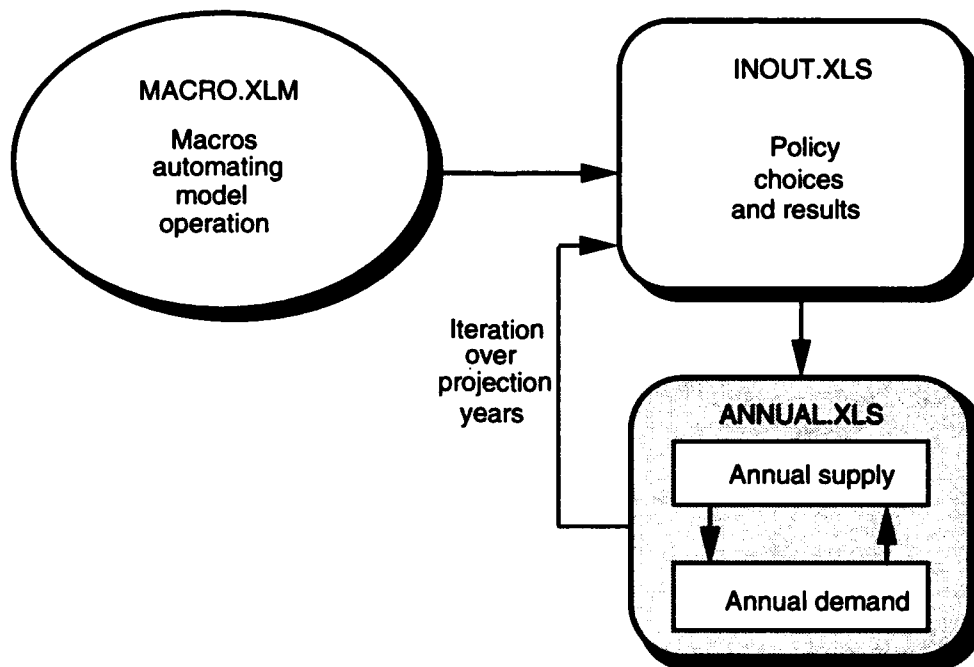 MACRO.XLM
Macros
automating
model
operation
INOUT.XLS
Policy
choices
and results
Iteration
over
projection
years
ANNUAL.XLS
Annual supply
Annual demand